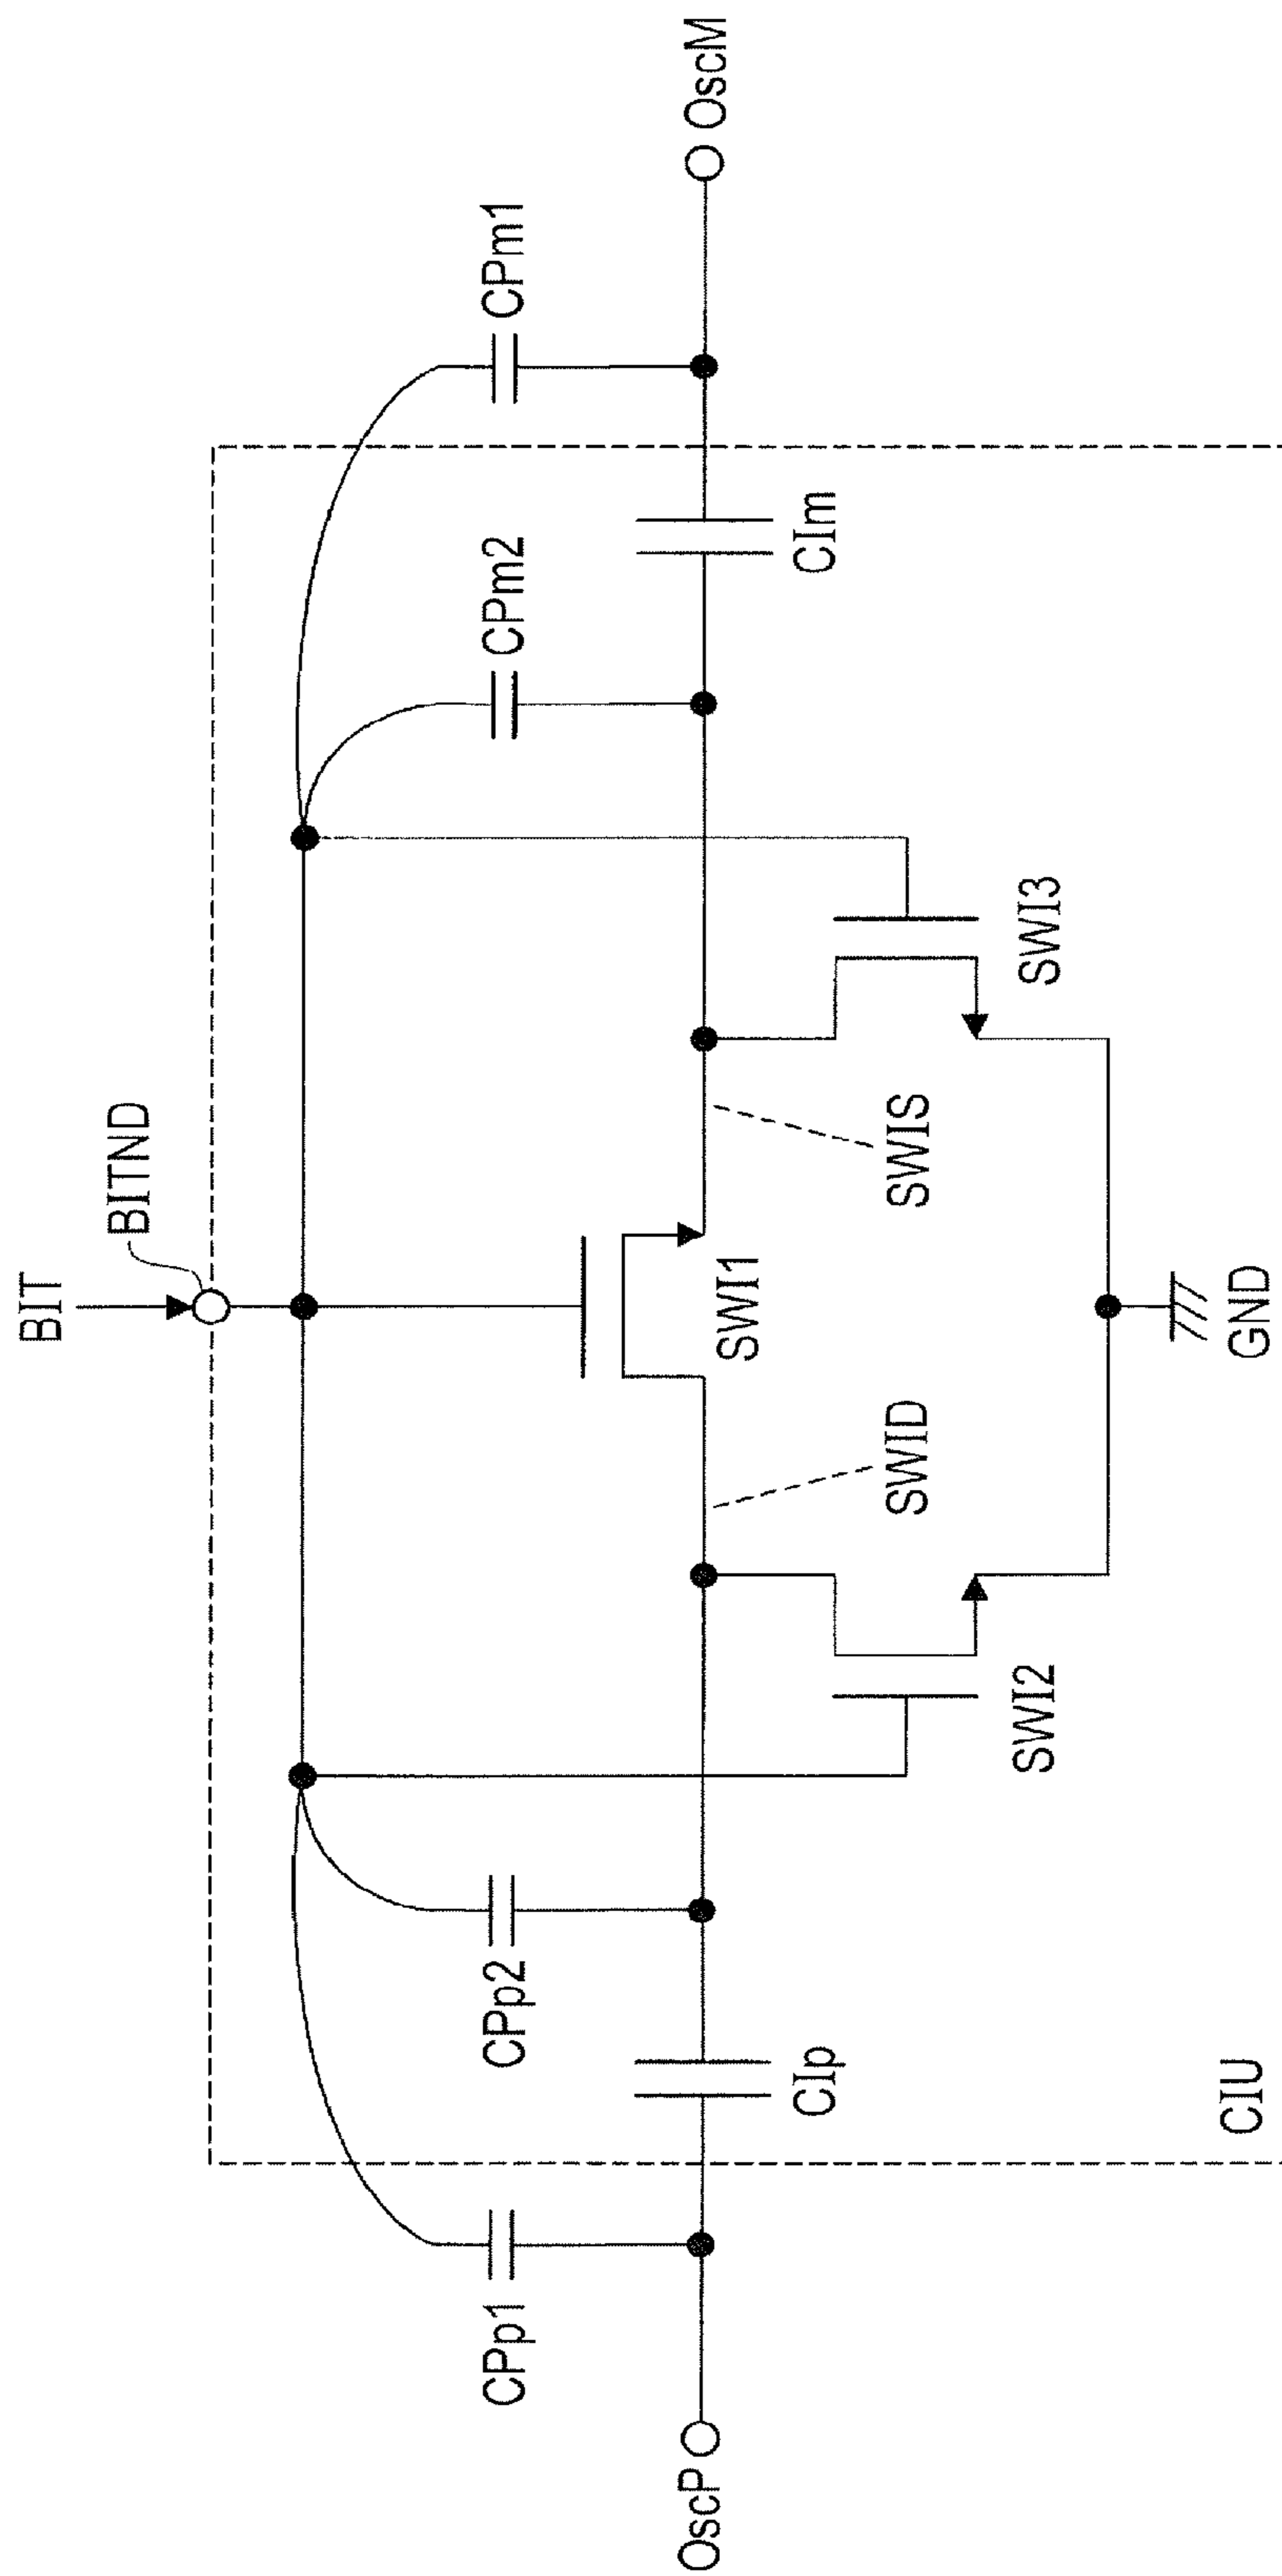 BIT
BITND
CPp1
CPp2
CPm2
CPm1
OscP
OscM
CIp
CIm
SWI1
SWID
SWIS
SWI2
SWI3
GND
CIU